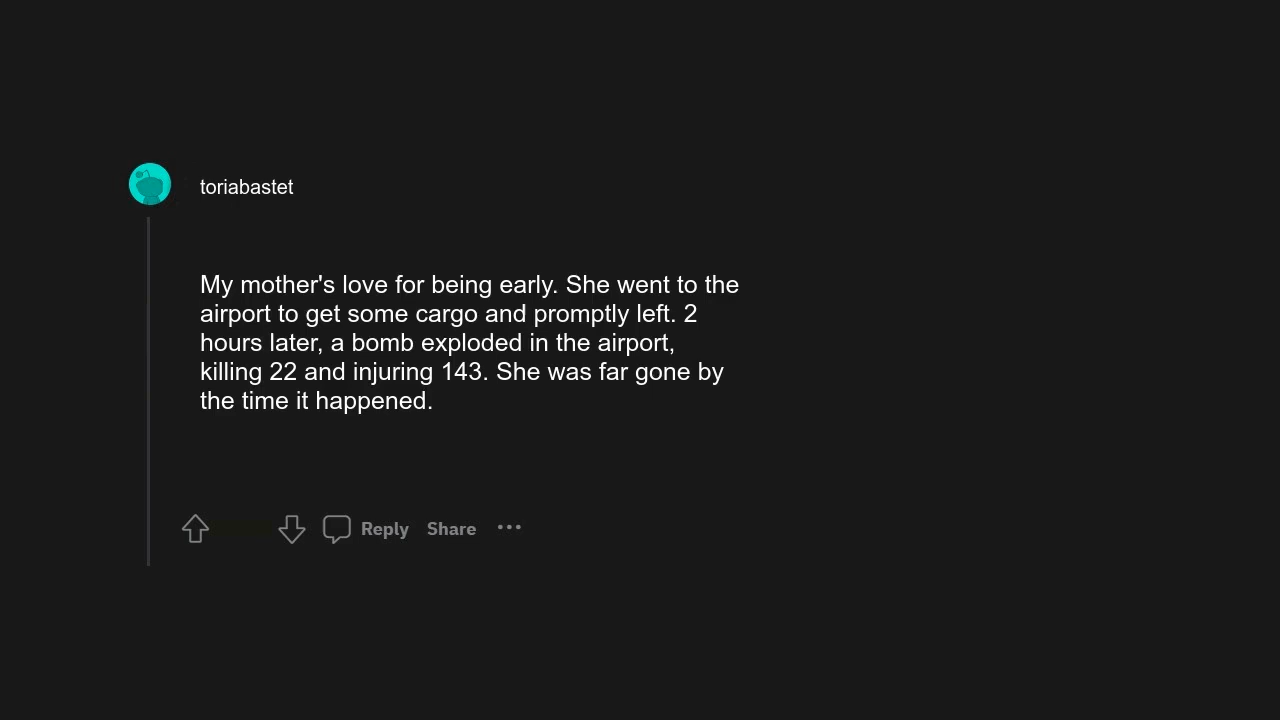 toriabastet
My mother's love for being early. She went to the
airport to get some cargo and promptly left. 2
hours later, a bomb exploded in the airport,
killing 22 and injuring 143. She was far gone by
the time it happened.
Reply Share